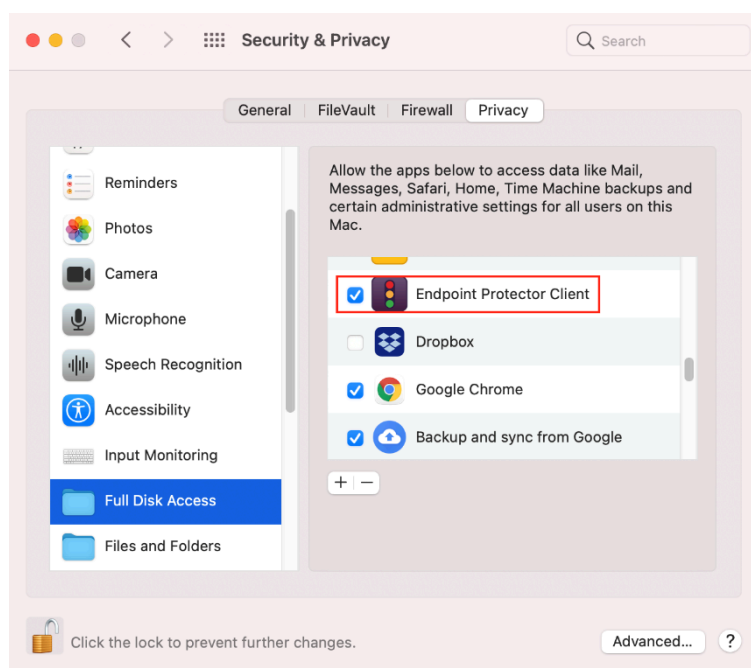 Security & Privacy
Search
General
FileVault
Firewall
Privacy
Reminders
Photos
Camera
Microphone
Speech Recognition
Accessibility
Input Monitoring
Full Disk Access
Files and Folders
Allow the apps below to access data like Mail,
Messages, Safari, Home, Time Machine backups and
certain administrative settings for all users on this
Mac.
Endpoint Protector Client
Dropbox
Google Chrome
Backup and sync from Google
+ −
Click the lock to prevent further changes.
Advanced...
?